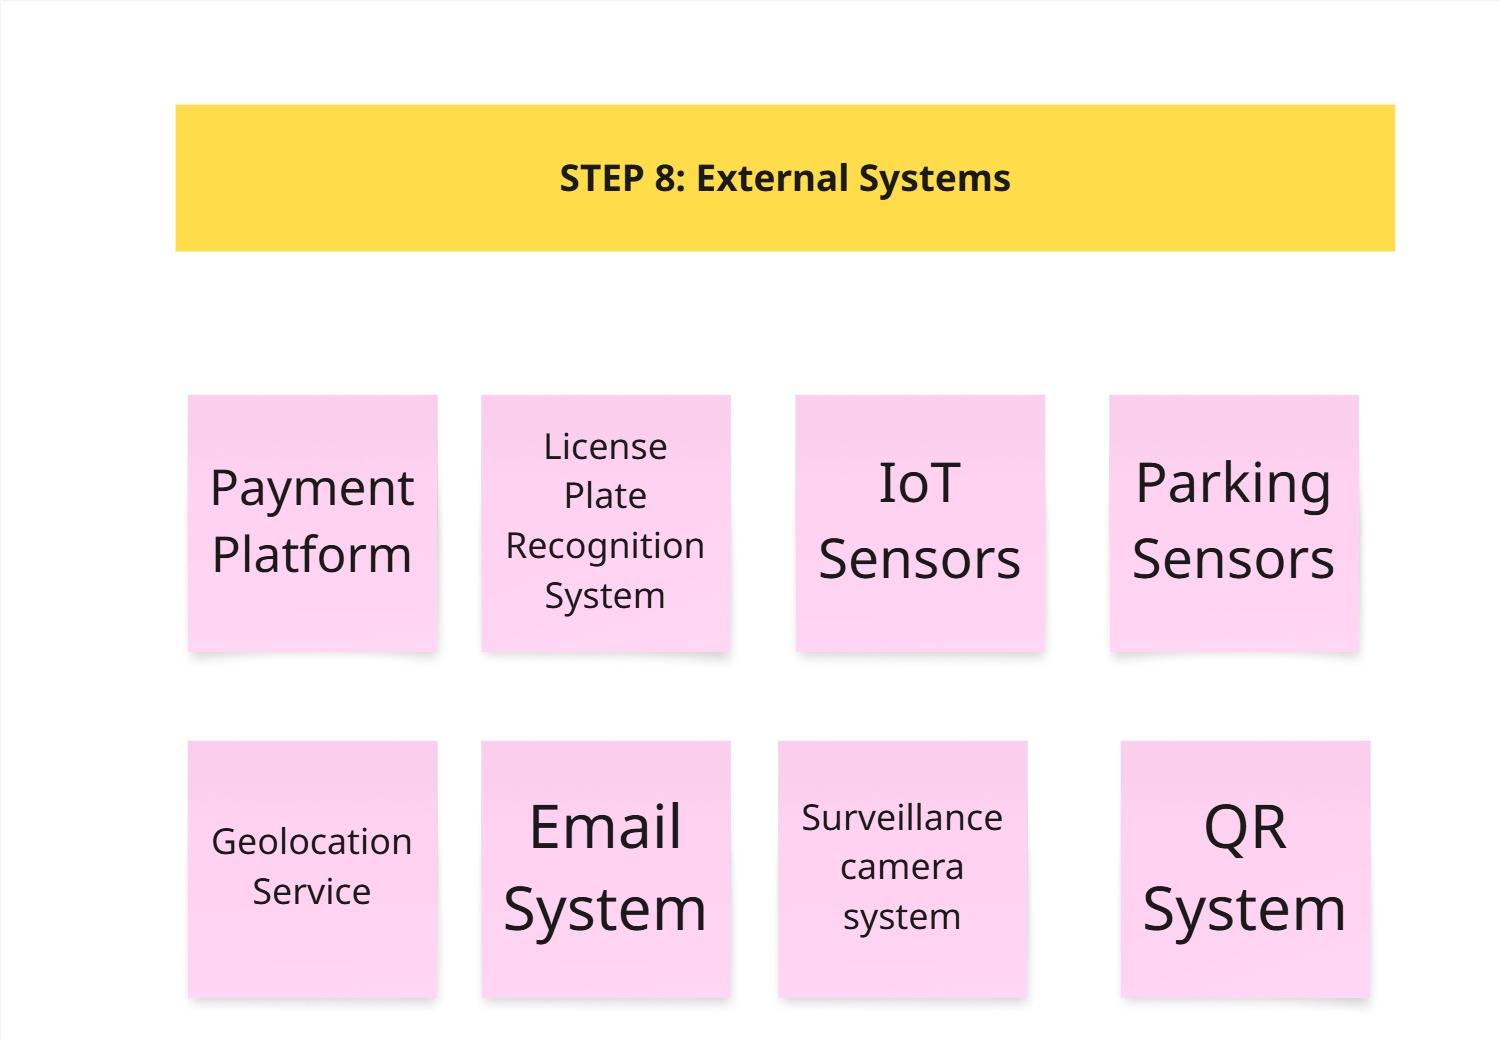 STEP 8: External Systems
Payment
Platform
License
Plate
Recognition
System
IoT
Sensors
Parking
Sensors
Geolocation
Service
Email
System
Surveillance
camera
system
QR
System